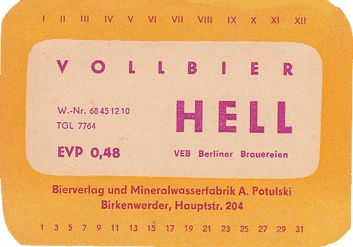 I II III IV V VI VII VIII IX X XI XII
VOLLBIER
W.-Nr. 68 45 12 10
TGL 7764
HELL
EVP 0,48
VEB Berliner Brauereien
Bierverlag und Mineralwasserfabrik A. Potulski
Birkenwerder, Hauptstr. 204
1 3 5 7 9 11 13 15 17 19 21 23 25 27 29 31